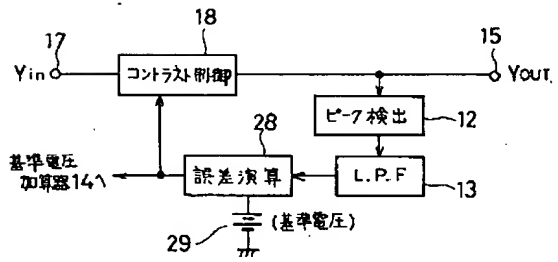 17
18
15
Yin
コントラスト制御
YOUT
ピーク検出
12
28
基準電圧
加算器14へ
誤差演算
L.P.F
13
29
(基準電圧)